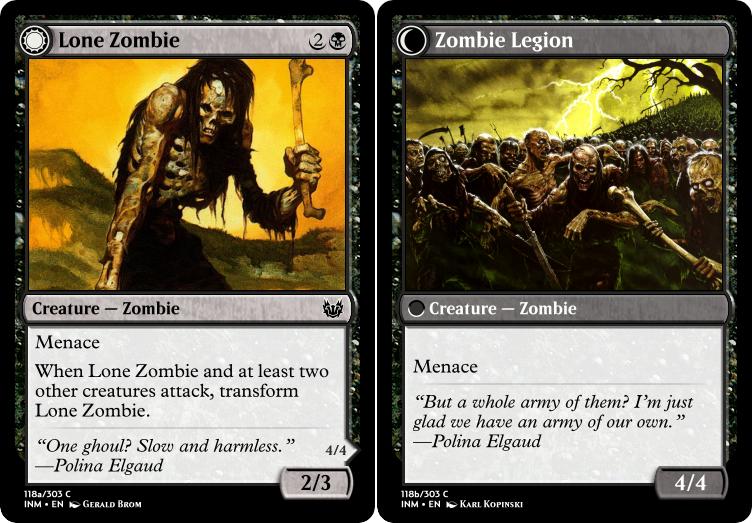 Lone Zombie 2
Creature — Zombie
Menace
When Lone Zombie and at least two
other creatures attack, transform
Lone Zombie.
“One ghoul? Slow and harmless.”
—Polina Elgaud
4/4
2/3
118a/303 C
INM • EN Gerald Brom
Zombie Legion
Creature — Zombie
Menace
“But a whole army of them? I'm just
glad we have an army of our own.”
—Polina Elgaud
4/4
118b/303 C
INM • EN Karl Kopinski